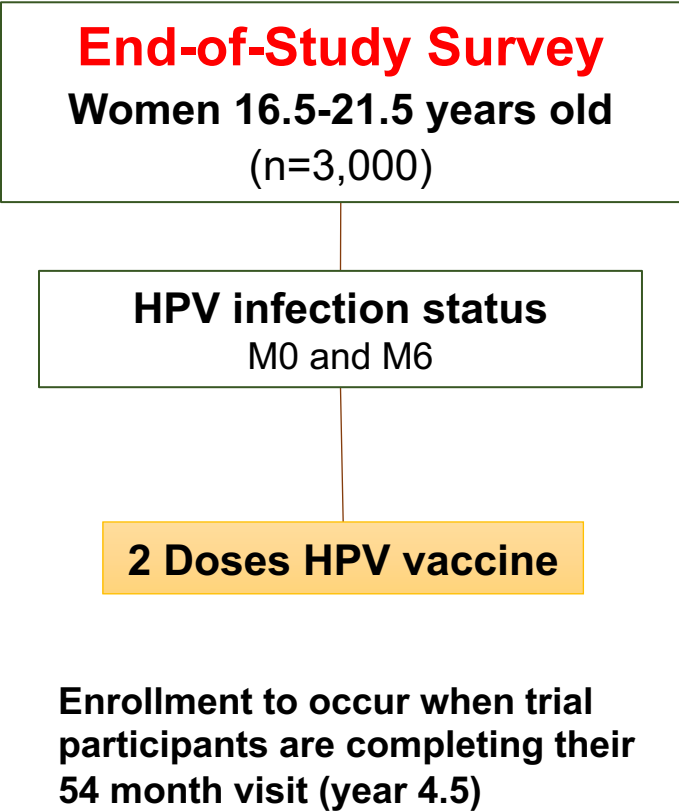 End-of-Study Survey
Women 16.5-21.5 years old
(n=3,000)
HPV infection status
M0 and M6
2 Doses HPV vaccine
Enrollment to occur when trial
participants are completing their
54 month visit (year 4.5)